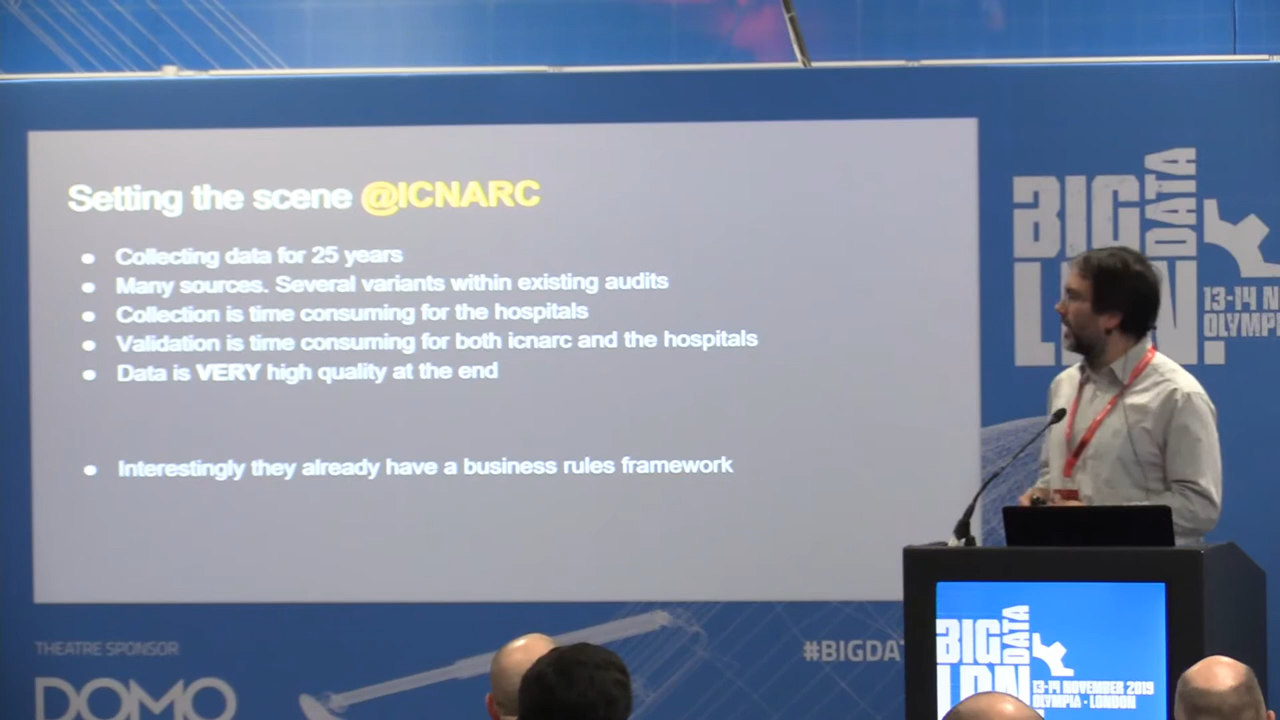 Setting the scene @ICNARC
● Collecting data for 25 years
● Many sources. Several variants within existing audits
● Collection is time consuming for the hospitals
● Validation is time consuming for both icnarc and the hospitals
● Data is VERY high quality at the end
● Interestingly they already have a business rules framework
BIG
DATA
13-14 N
OLYMPI
THEATRE SPONSOR
DOMO
#BIGDAT
BIG
DATA
LDN
13-14 NOVEMBER 2019
OLYMPIA · LONDON